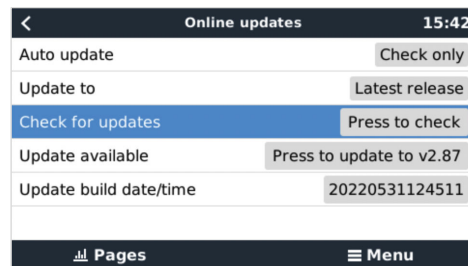 Online updates 15:42
Auto update Check only
Update to Latest release
Check for updates Press to check
Update available Press to update to v2.87
Update build date/time 20220531124511
Pages Menu